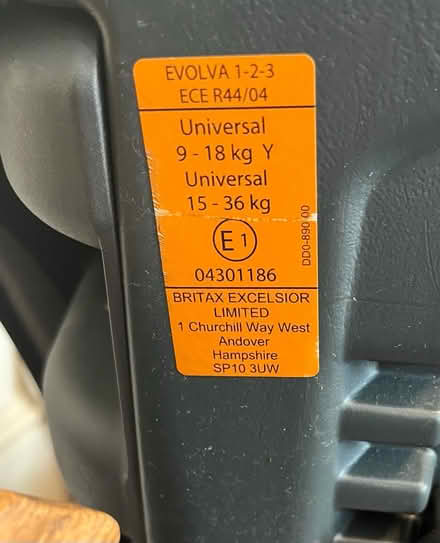 EVOLVA 1-2-3
ECE R44/04
Universal
9 - 18 kg Y
Universal
15 - 36 kg
E 1
04301186
DD0-890 00
BRITAX EXCELSIOR
LIMITED
1 Churchill Way West
Andover
Hampshire
SP10 3UW